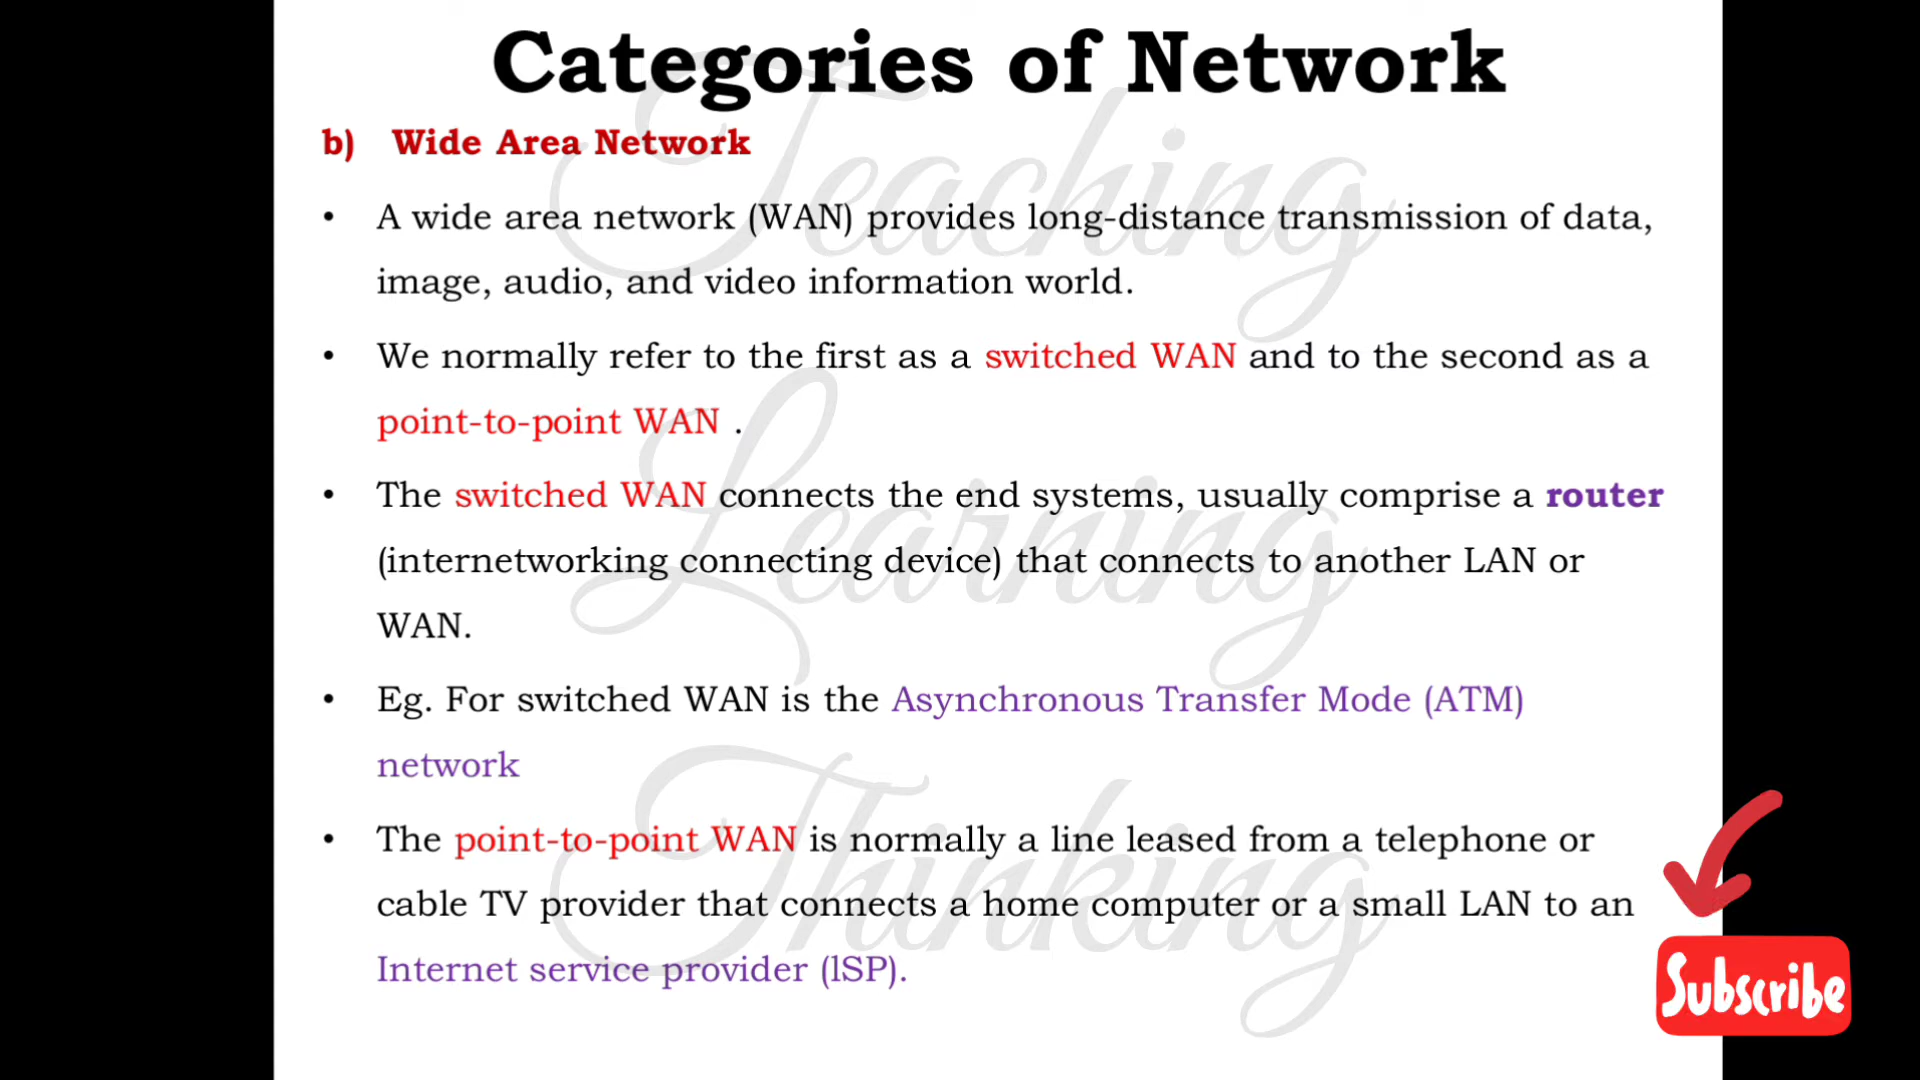 Categories of Network
b) Wide Area Network
• A wide area network (WAN) provides long-distance transmission of data,
image, audio, and video information world.
• We normally refer to the first as a switched WAN and to the second as a
point-to-point WAN .
• The switched WAN connects the end systems, usually comprise a router
(internetworking connecting device) that connects to another LAN or
WAN.
• Eg. For switched WAN is the Asynchronous Transfer Mode (ATM)
network
• The point-to-point WAN is normally a line leased from a telephone or
cable TV provider that connects a home computer or a small LAN to an
Internet service provider (lSP).
Teaching
Learning
Thinking
Subscribe